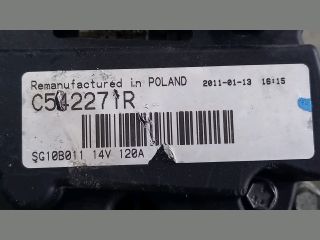 Remanufactured in POLAND 2011-01-13 16:15
C542271R
SG10B011 14V 120A